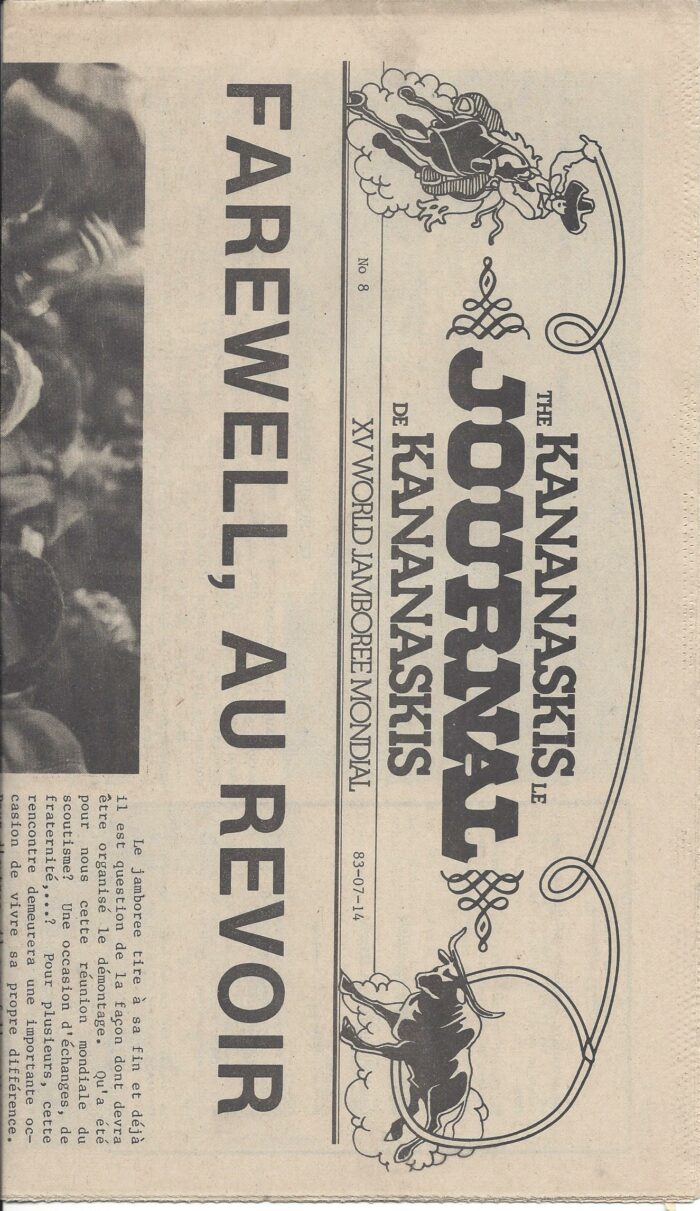 THE KANANASKIS LE
JOURNAL
DE KANANASKIS
No 8 XV WORLD JAMBOREE MONDIAL 83-07-14
FAREWELL, AU REVOIR
Le jamboree tire à sa fin et déjà
il est question de la façon dont devra
être organisé le démontage. Qu'a été
pour nous cette réunion mondiale du
scoutisme? Une occasion d'échanges, de
fraternité,...? Pour plusieurs, cette
rencontre demeurera une importante oc-
casion de vivre sa propre différence.